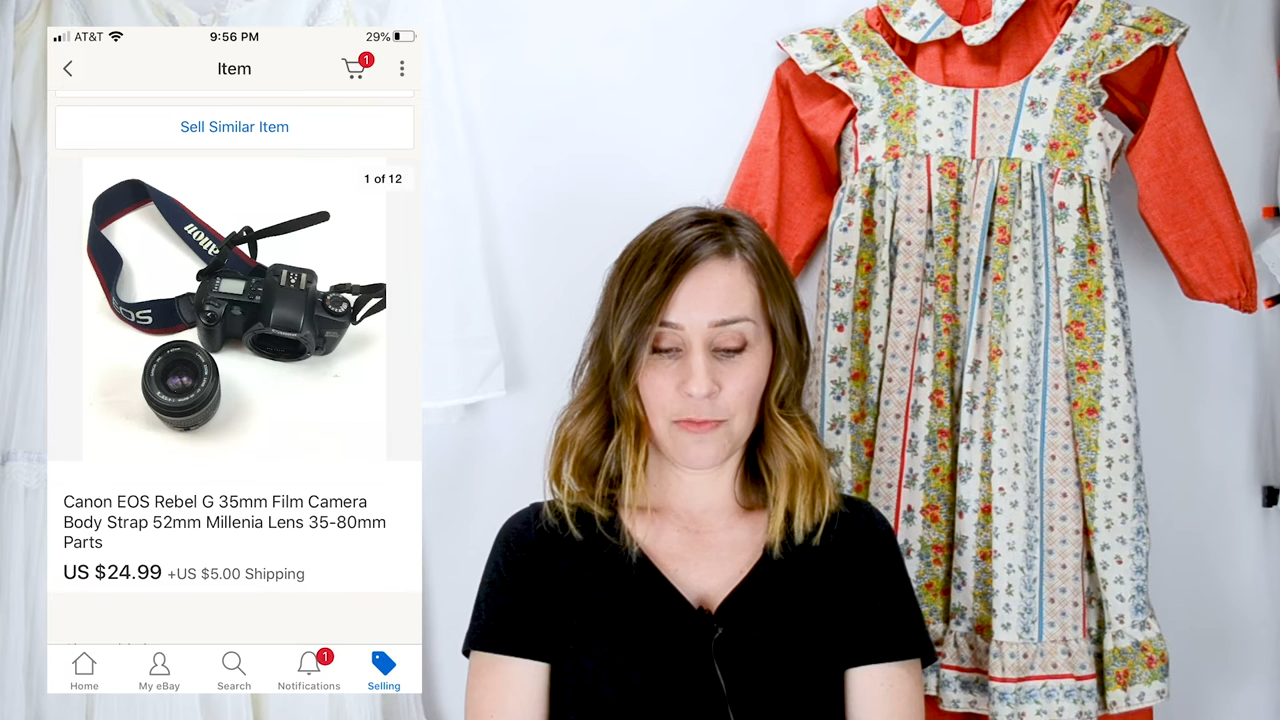 AT&T
9:56 PM
29%
Item
1
Sell Similar Item
1 of 12
Canon
EOS
Canon EOS Rebel G 35mm Film Camera
Body Strap 52mm Millenia Lens 35-80mm
Parts
US $24.99 +US $5.00 Shipping
1
Home
My eBay
Search
Notifications
Selling